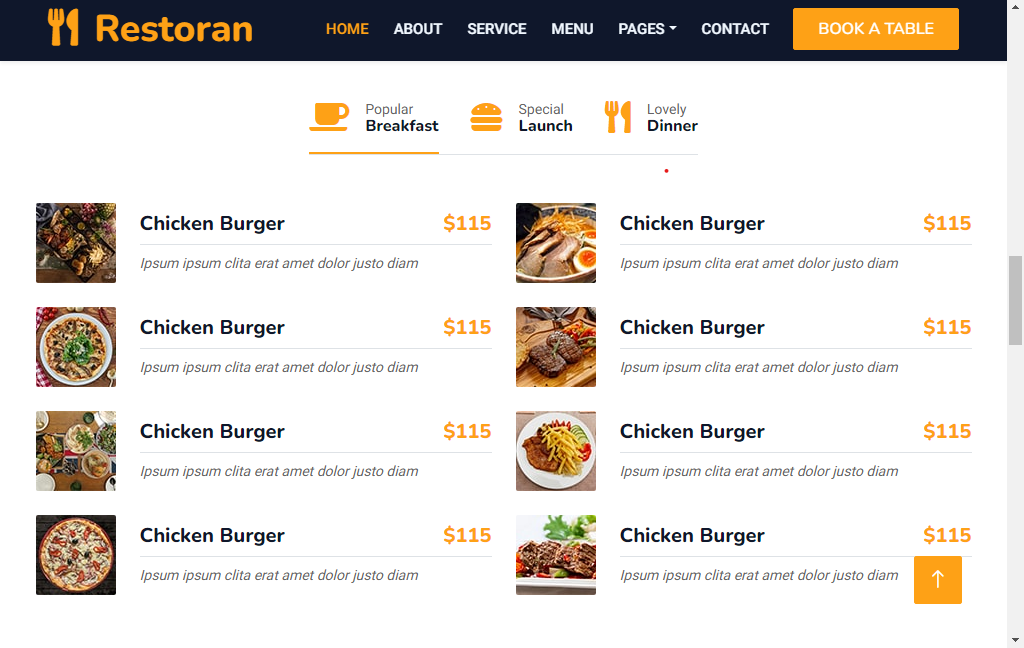 Restoran
HOME ABOUT SERVICE MENU PAGES CONTACT BOOK A TABLE
Popular
Breakfast
Special
Launch
Lovely
Dinner
Chicken Burger $115
Ipsum ipsum clita erat amet dolor justo diam
Chicken Burger $115
Ipsum ipsum clita erat amet dolor justo diam
Chicken Burger $115
Ipsum ipsum clita erat amet dolor justo diam
Chicken Burger $115
Ipsum ipsum clita erat amet dolor justo diam
Chicken Burger $115
Ipsum ipsum clita erat amet dolor justo diam
Chicken Burger $115
Ipsum ipsum clita erat amet dolor justo diam
Chicken Burger $115
Ipsum ipsum clita erat amet dolor justo diam
Chicken Burger $115
Ipsum ipsum clita erat amet dolor justo diam